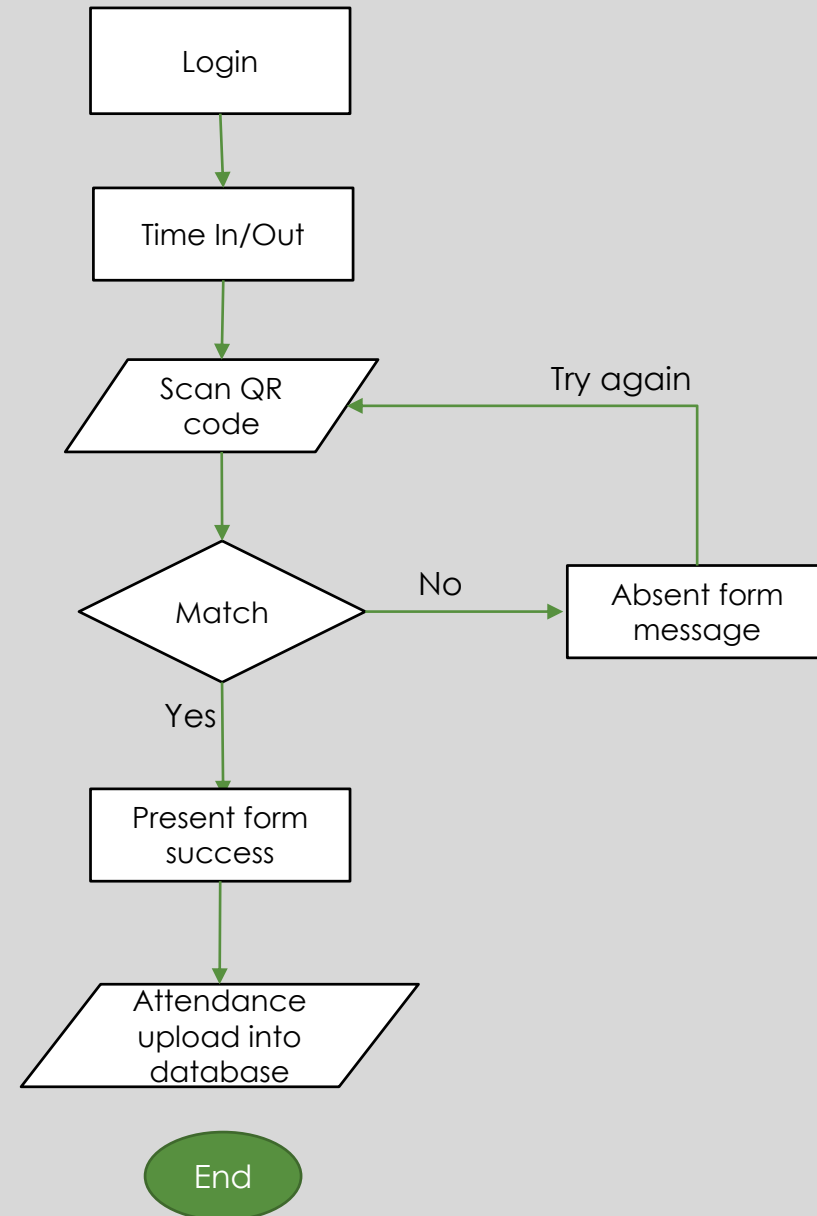 Login
Time In/Out
Scan QR
code
Try again
Match
No
Absent form
message
Yes
Present form
success
Attendance
upload into
database
End